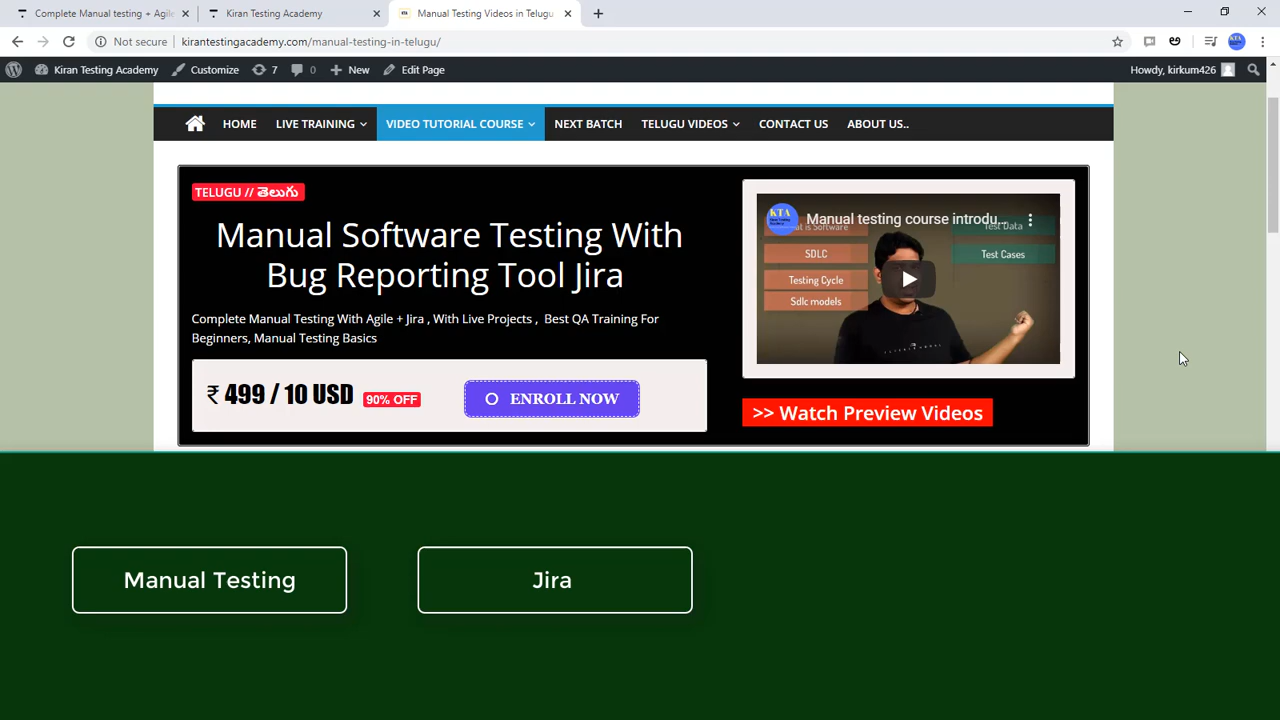 Complete Manual testing + Agile
Kiran Testing Academy
Manual Testing Videos in Telugu
Not secure
kirantestingacademy.com/manual-testing-in-telugu/
Kiran Testing Academy
Customize
7
0
New
Edit Page
Howdy, kirkum426
HOME
LIVE TRAINING
VIDEO TUTORIAL COURSE
NEXT BATCH
TELUGU VIDEOS
CONTACT US
ABOUT US..
TELUGU // తెలుగు
Manual Software Testing With
Bug Reporting Tool Jira
Complete Manual Testing With Agile + Jira , With Live Projects , Best QA Training For
Beginners, Manual Testing Basics
₹ 499 / 10 USD 90% OFF
ENROLL NOW
KTA
Manual testing course introdu...
is Software
Test Data
SDLC
Test Cases
Testing Cycle
Sdlc models
>> Watch Preview Videos
Manual Testing
Jira